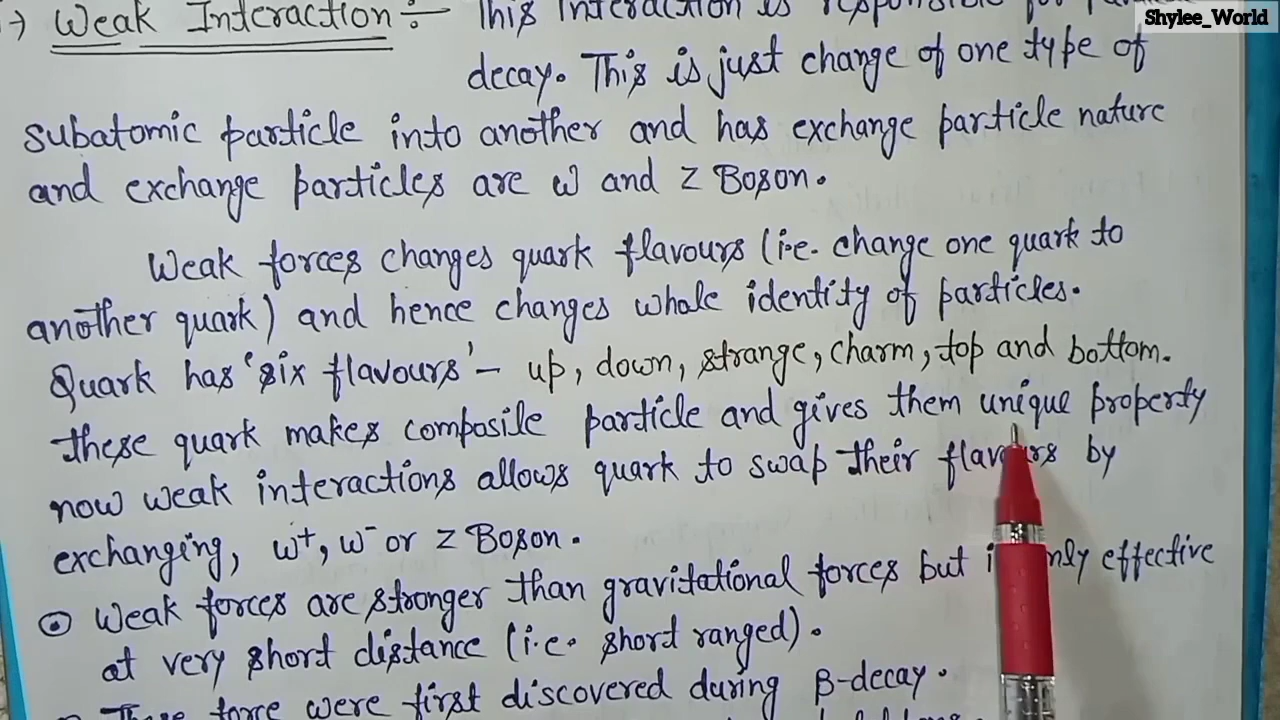 Shylee_World
Weak Interaction :- This interaction is responsible for
decay. This is just change of one type of
subatomic particle into another and has exchange particle nature
and exchange particles are W and Z Boson.
Weak forces changes quark flavours (i.e. change one quark to
another quark) and hence changes whole identity of particles.
Quark has 'six flavours' - up, down, strange, charm, top and bottom.
these quark makes composite particle and gives them unique property
now weak interactions allows quark to swap their flavours by
exchanging, W+, W- or Z Boson.
⊙ Weak forces are stronger than gravitational forces but effective
at very short distance (i.e. short ranged).
force were first discovered during β-decay.